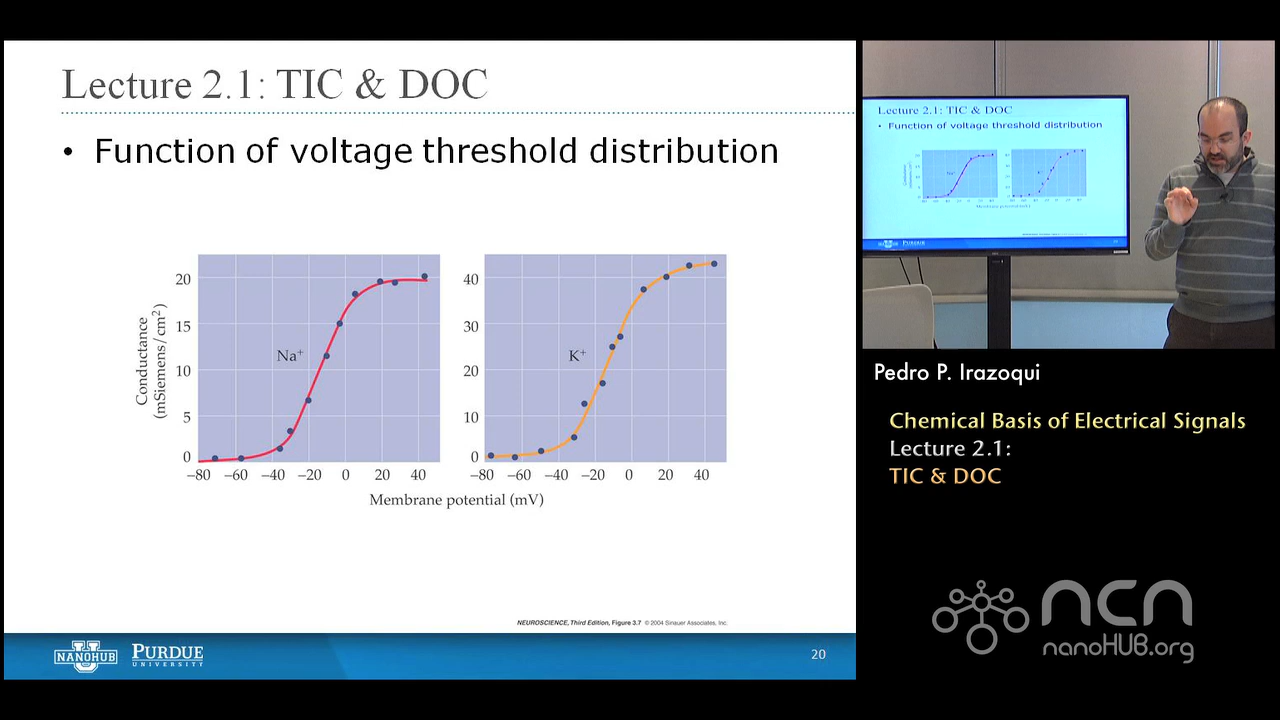 Lecture 2.1: TIC & DOC
• Function of voltage threshold distribution
Conductance
(mSiemens/cm²)
20
15
10
5
0
Na⁺
−80 −60 −40 −20 0 20 40
40
30
20
10
0
K⁺
−80 −60 −40 −20 0 20 40
Membrane potential (mV)
NEUROSCIENCE, Third Edition, Figure 3.7 © 2004 Sinauer Associates, Inc.
NANOHUB
U
PURDUE
UNIVERSITY
20
Lecture 2.1: TIC & DOC
• Function of voltage threshold distribution
PURDUE
Pedro P. Irazoqui
Chemical Basis of Electrical Signals
Lecture 2.1:
TIC & DOC
ncn
nanoHUB.org